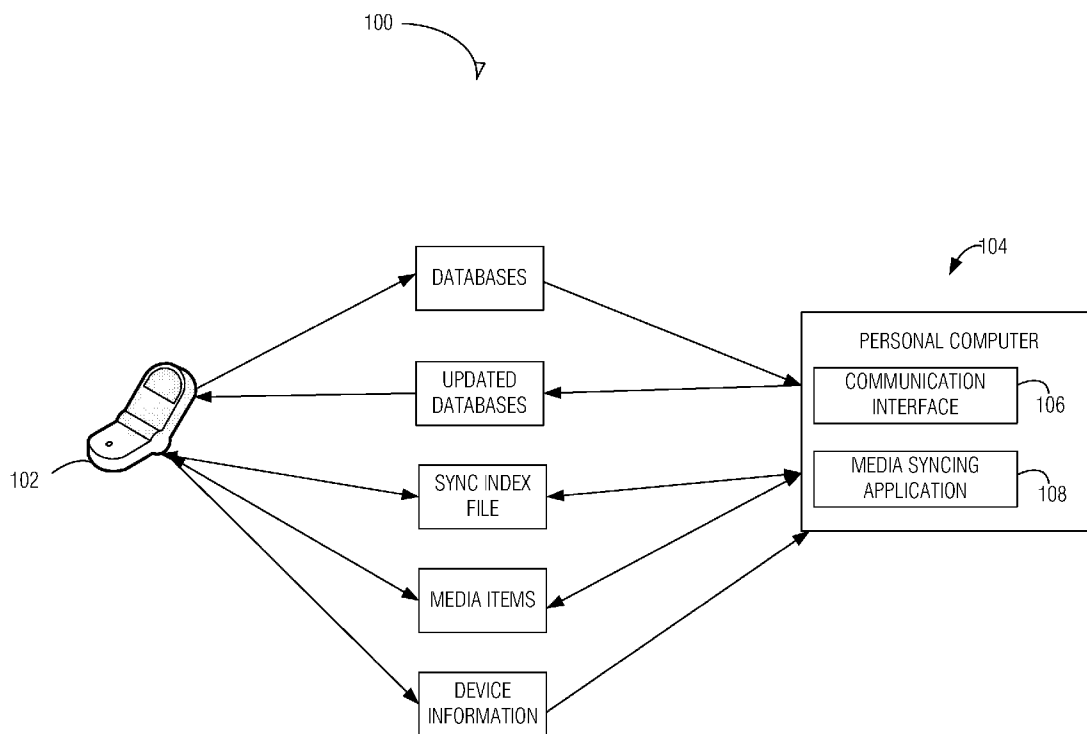 100
DATABASES
104
PERSONAL COMPUTER
UPDATED
DATABASES
COMMUNICATION
INTERFACE
106
102
SYNC INDEX
FILE
MEDIA SYNCING
APPLICATION
108
MEDIA ITEMS
DEVICE
INFORMATION